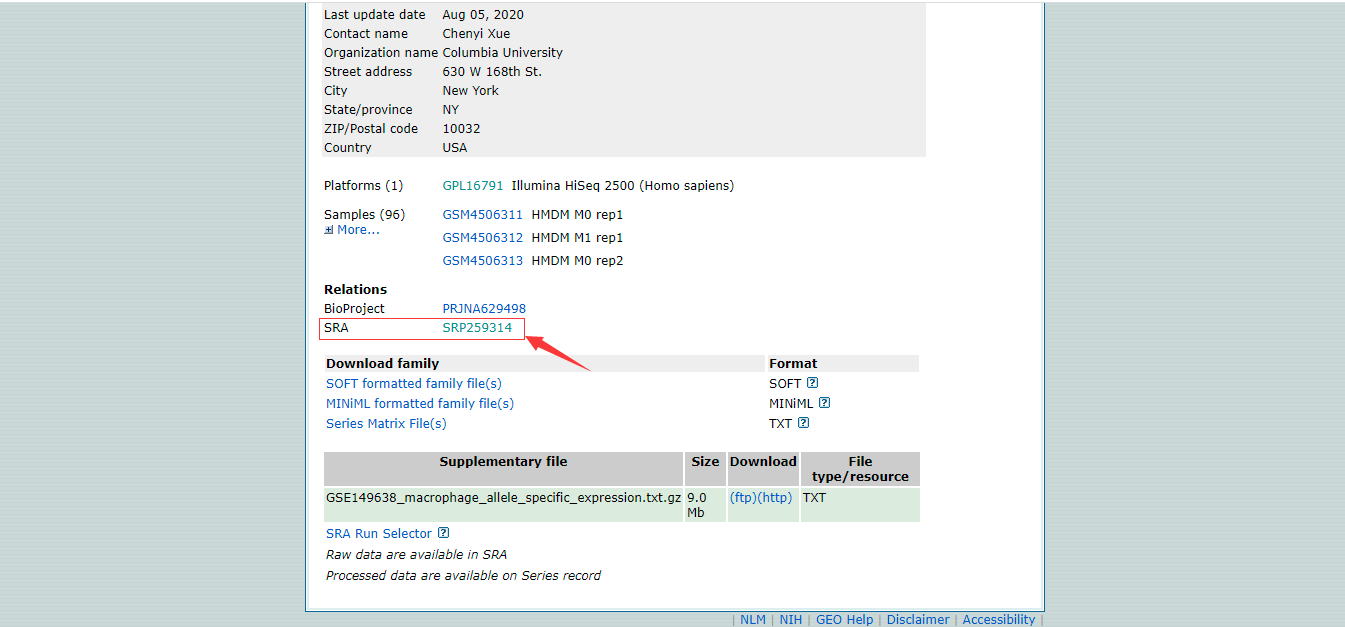 Last update date Aug 05, 2020
Contact name Chenyi Xue
Organization name Columbia University
Street address 630 W 168th St.
City New York
State/province NY
ZIP/Postal code 10032
Country USA
Platforms (1) GPL16791 Illumina HiSeq 2500 (Homo sapiens)
Samples (96) GSM4506311 HMDM M0 rep1
More...
GSM4506312 HMDM M1 rep1
GSM4506313 HMDM M0 rep2
Relations
BioProject PRJNA629498
SRA SRP259314
Download family Format
SOFT formatted family file(s) SOFT ?
MINiML formatted family file(s) MINiML ?
Series Matrix File(s) TXT ?
Supplementary file Size Download File type/resource
GSE149638_macrophage_allele_specific_expression.txt.gz 9.0 Mb (ftp)(http) TXT
SRA Run Selector ?
Raw data are available in SRA
Processed data are available on Series record
| NLM | NIH | GEO Help | Disclaimer | Accessibility |